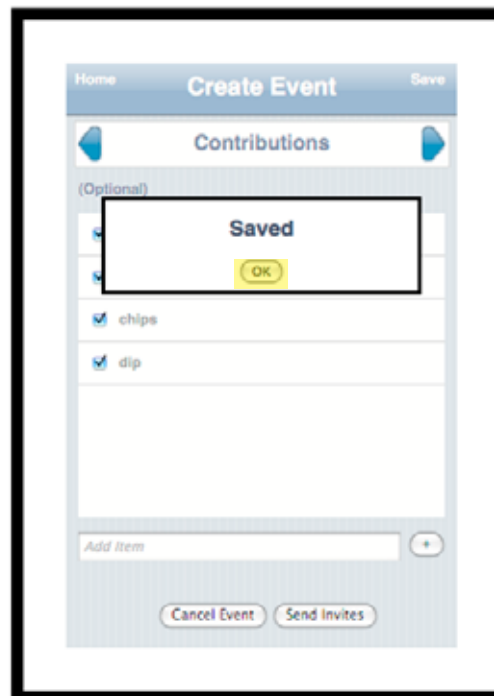 Home Create Event Save
Contributions
(Optional)
Saved
OK
chips
dip
Add Item +
Cancel Event Send Invites